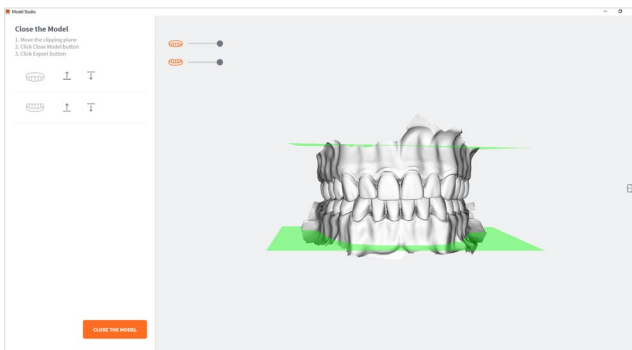 Model Studio
Close the Model
1. Move the clipping plane
2. Click Close Model button
3. Click Export button
CLOSE THE MODEL